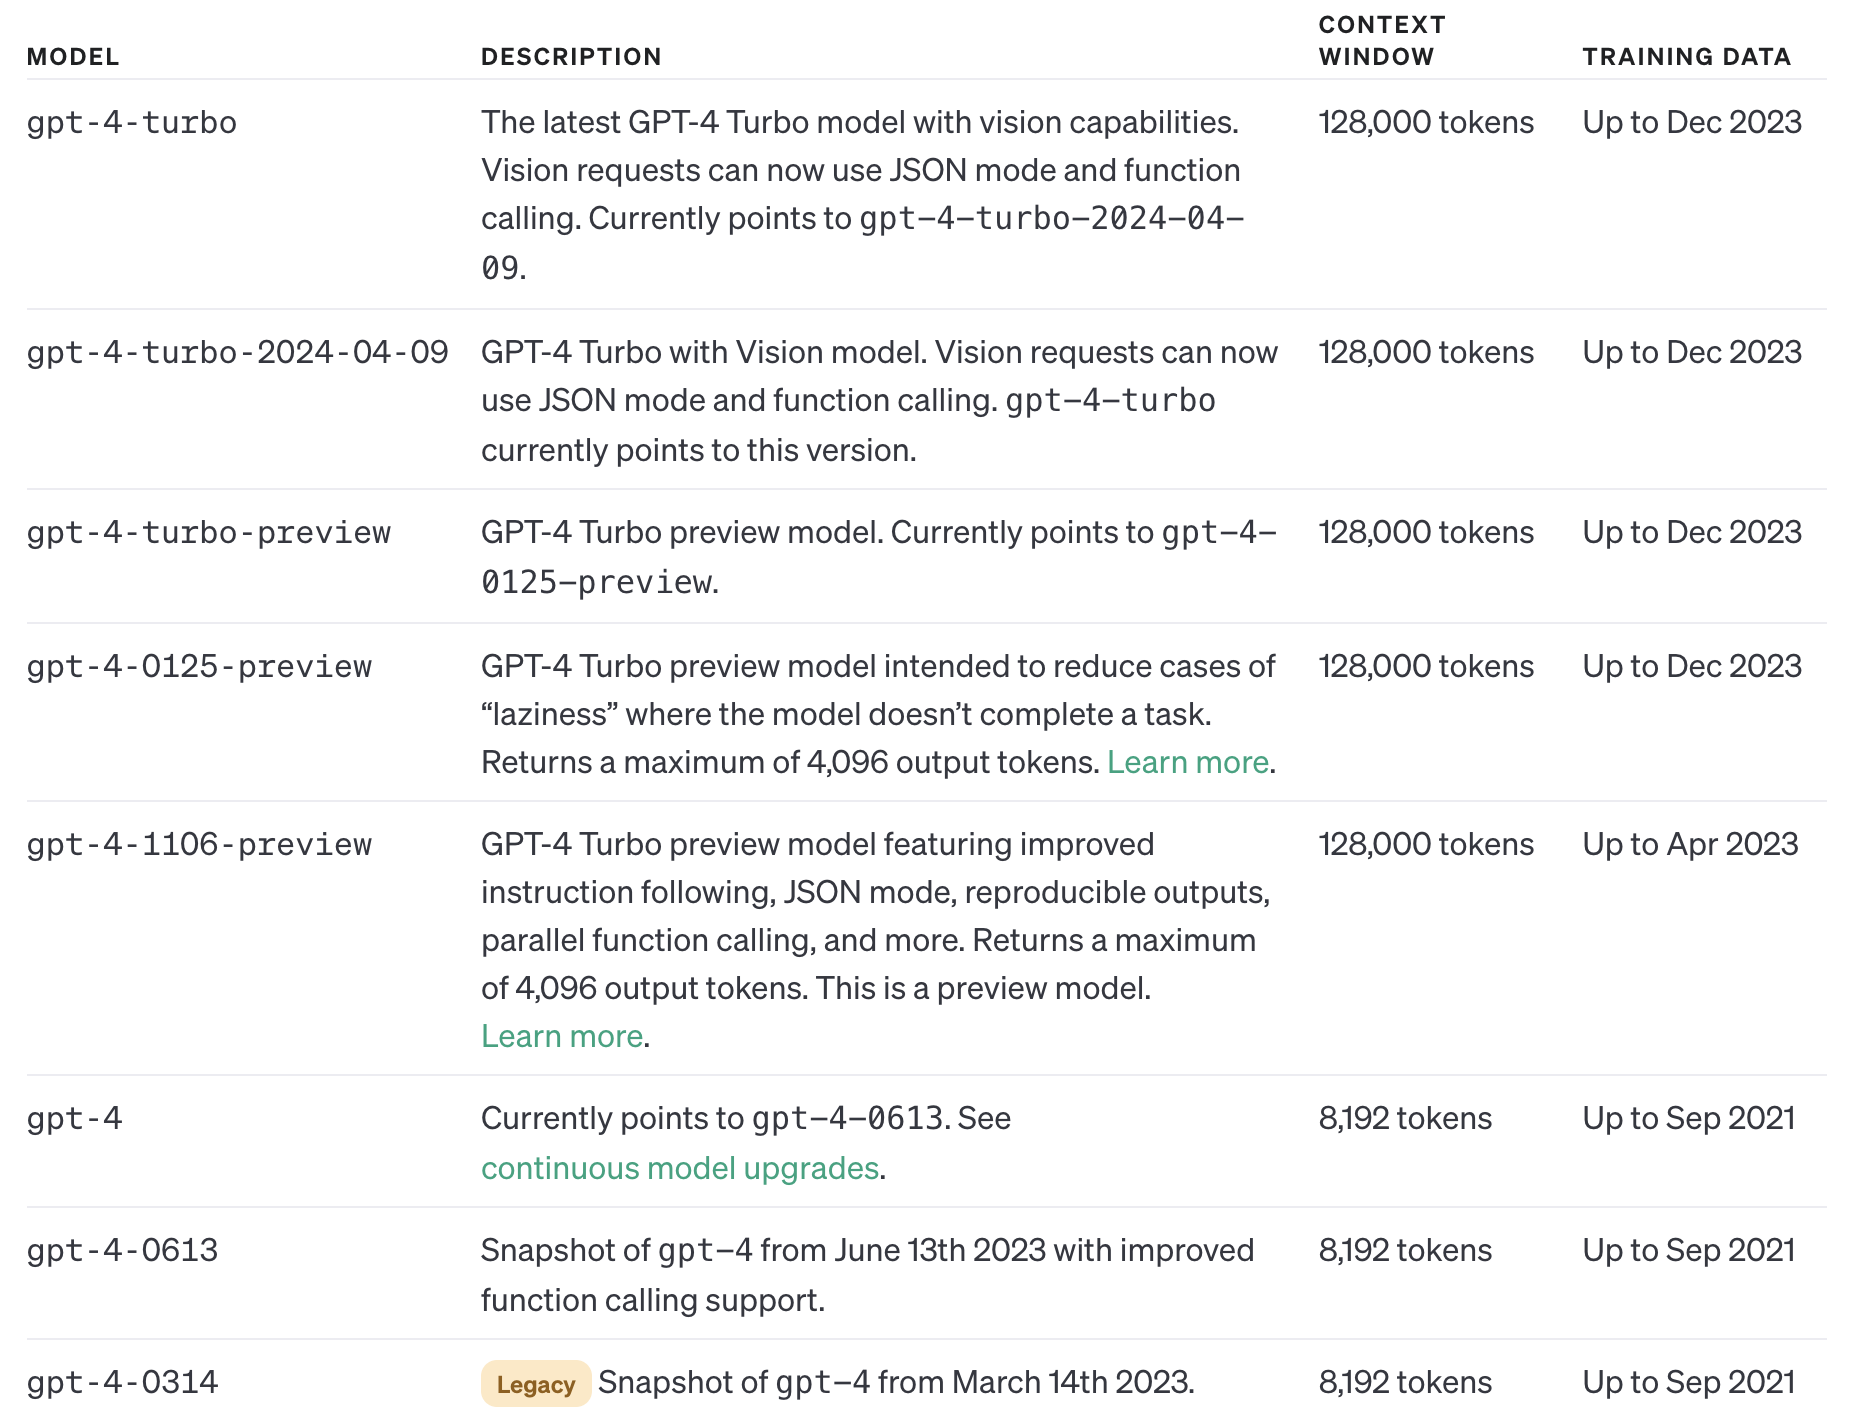 MODEL DESCRIPTION CONTEXT WINDOW TRAINING DATA
gpt-4-turbo The latest GPT-4 Turbo model with vision capabilities. 128,000 tokens Up to Dec 2023
Vision requests can now use JSON mode and function
calling. Currently points to gpt-4-turbo-2024-04-
09.
gpt-4-turbo-2024-04-09 GPT-4 Turbo with Vision model. Vision requests can now 128,000 tokens Up to Dec 2023
use JSON mode and function calling. gpt-4-turbo
currently points to this version.
gpt-4-turbo-preview GPT-4 Turbo preview model. Currently points to gpt-4- 128,000 tokens Up to Dec 2023
0125-preview.
gpt-4-0125-preview GPT-4 Turbo preview model intended to reduce cases of 128,000 tokens Up to Dec 2023
“laziness” where the model doesn’t complete a task.
Returns a maximum of 4,096 output tokens. Learn more.
gpt-4-1106-preview GPT-4 Turbo preview model featuring improved 128,000 tokens Up to Apr 2023
instruction following, JSON mode, reproducible outputs,
parallel function calling, and more. Returns a maximum
of 4,096 output tokens. This is a preview model.
Learn more.
gpt-4 Currently points to gpt-4-0613. See 8,192 tokens Up to Sep 2021
continuous model upgrades.
gpt-4-0613 Snapshot of gpt-4 from June 13th 2023 with improved 8,192 tokens Up to Sep 2021
function calling support.
gpt-4-0314 Legacy Snapshot of gpt-4 from March 14th 2023. 8,192 tokens Up to Sep 2021